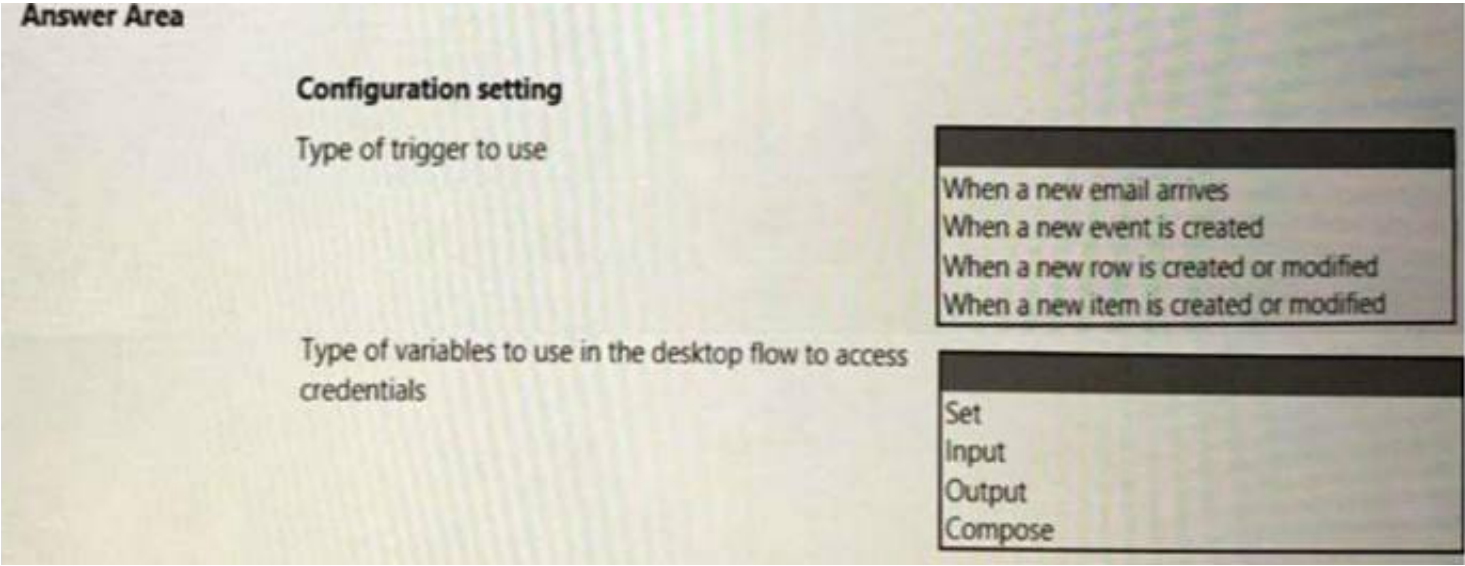 Answer Area
Configuration setting
Type of trigger to use
When a new email arrives
When a new event is created
When a new row is created or modified
When a new item is created or modified
Type of variables to use in the desktop flow to access
credentials
Set
Input
Output
Compose